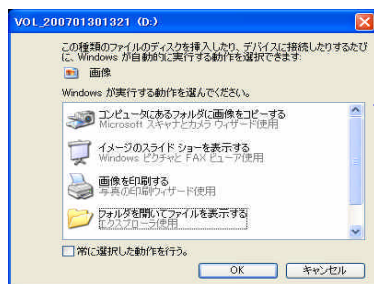 VOL_200701301321 (D:)
この種類のファイルのディスクを挿入したり、デバイスに接続したりするたび
に、Windows が自動的に実行する動作を選択できます:
画像
Windows が実行する動作を選んでください。
コンピュータにあるフォルダに画像をコピーする
Microsoft スキャナとカメラ ウィザード使用
イメージのスライド ショーを表示する
Windows ピクチャと FAX ビューア使用
画像を印刷する
写真の印刷ウィザード使用
フォルダを開いてファイルを表示する
エクスプローラ使用
常に選択した動作を行う。
OK
キャンセル